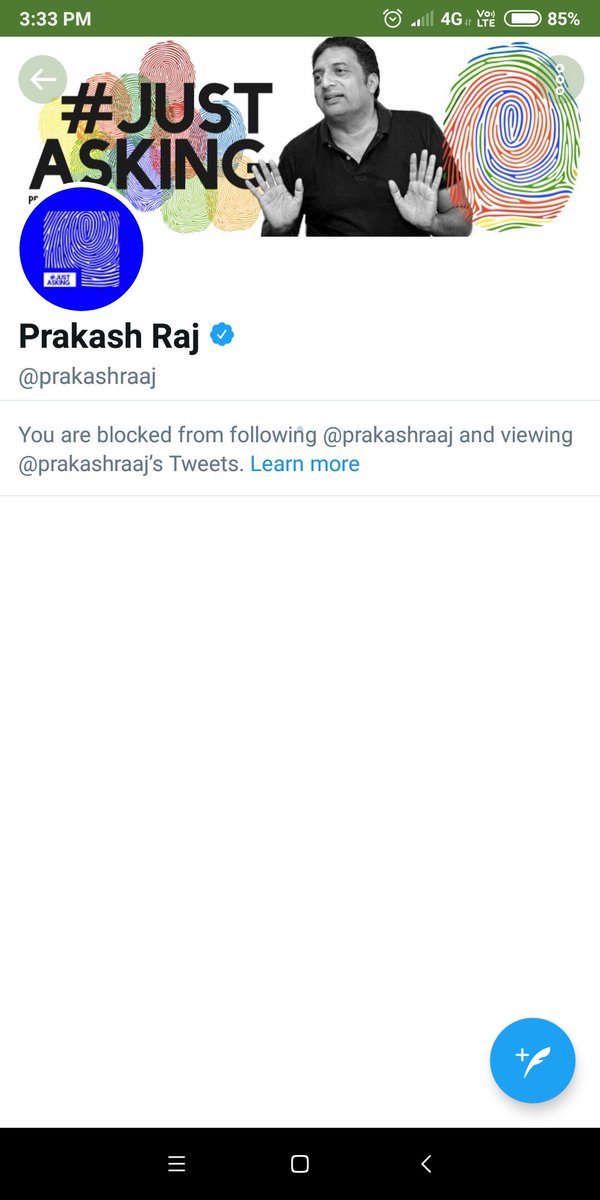 3:33 PM 4G Vo) LTE 85%
#JUST
ASKING
#JUST
ASKING
Prakash Raj
@prakashraaj
You are blocked from following @prakashraaj and viewing
@prakashraaj’s Tweets. Learn more